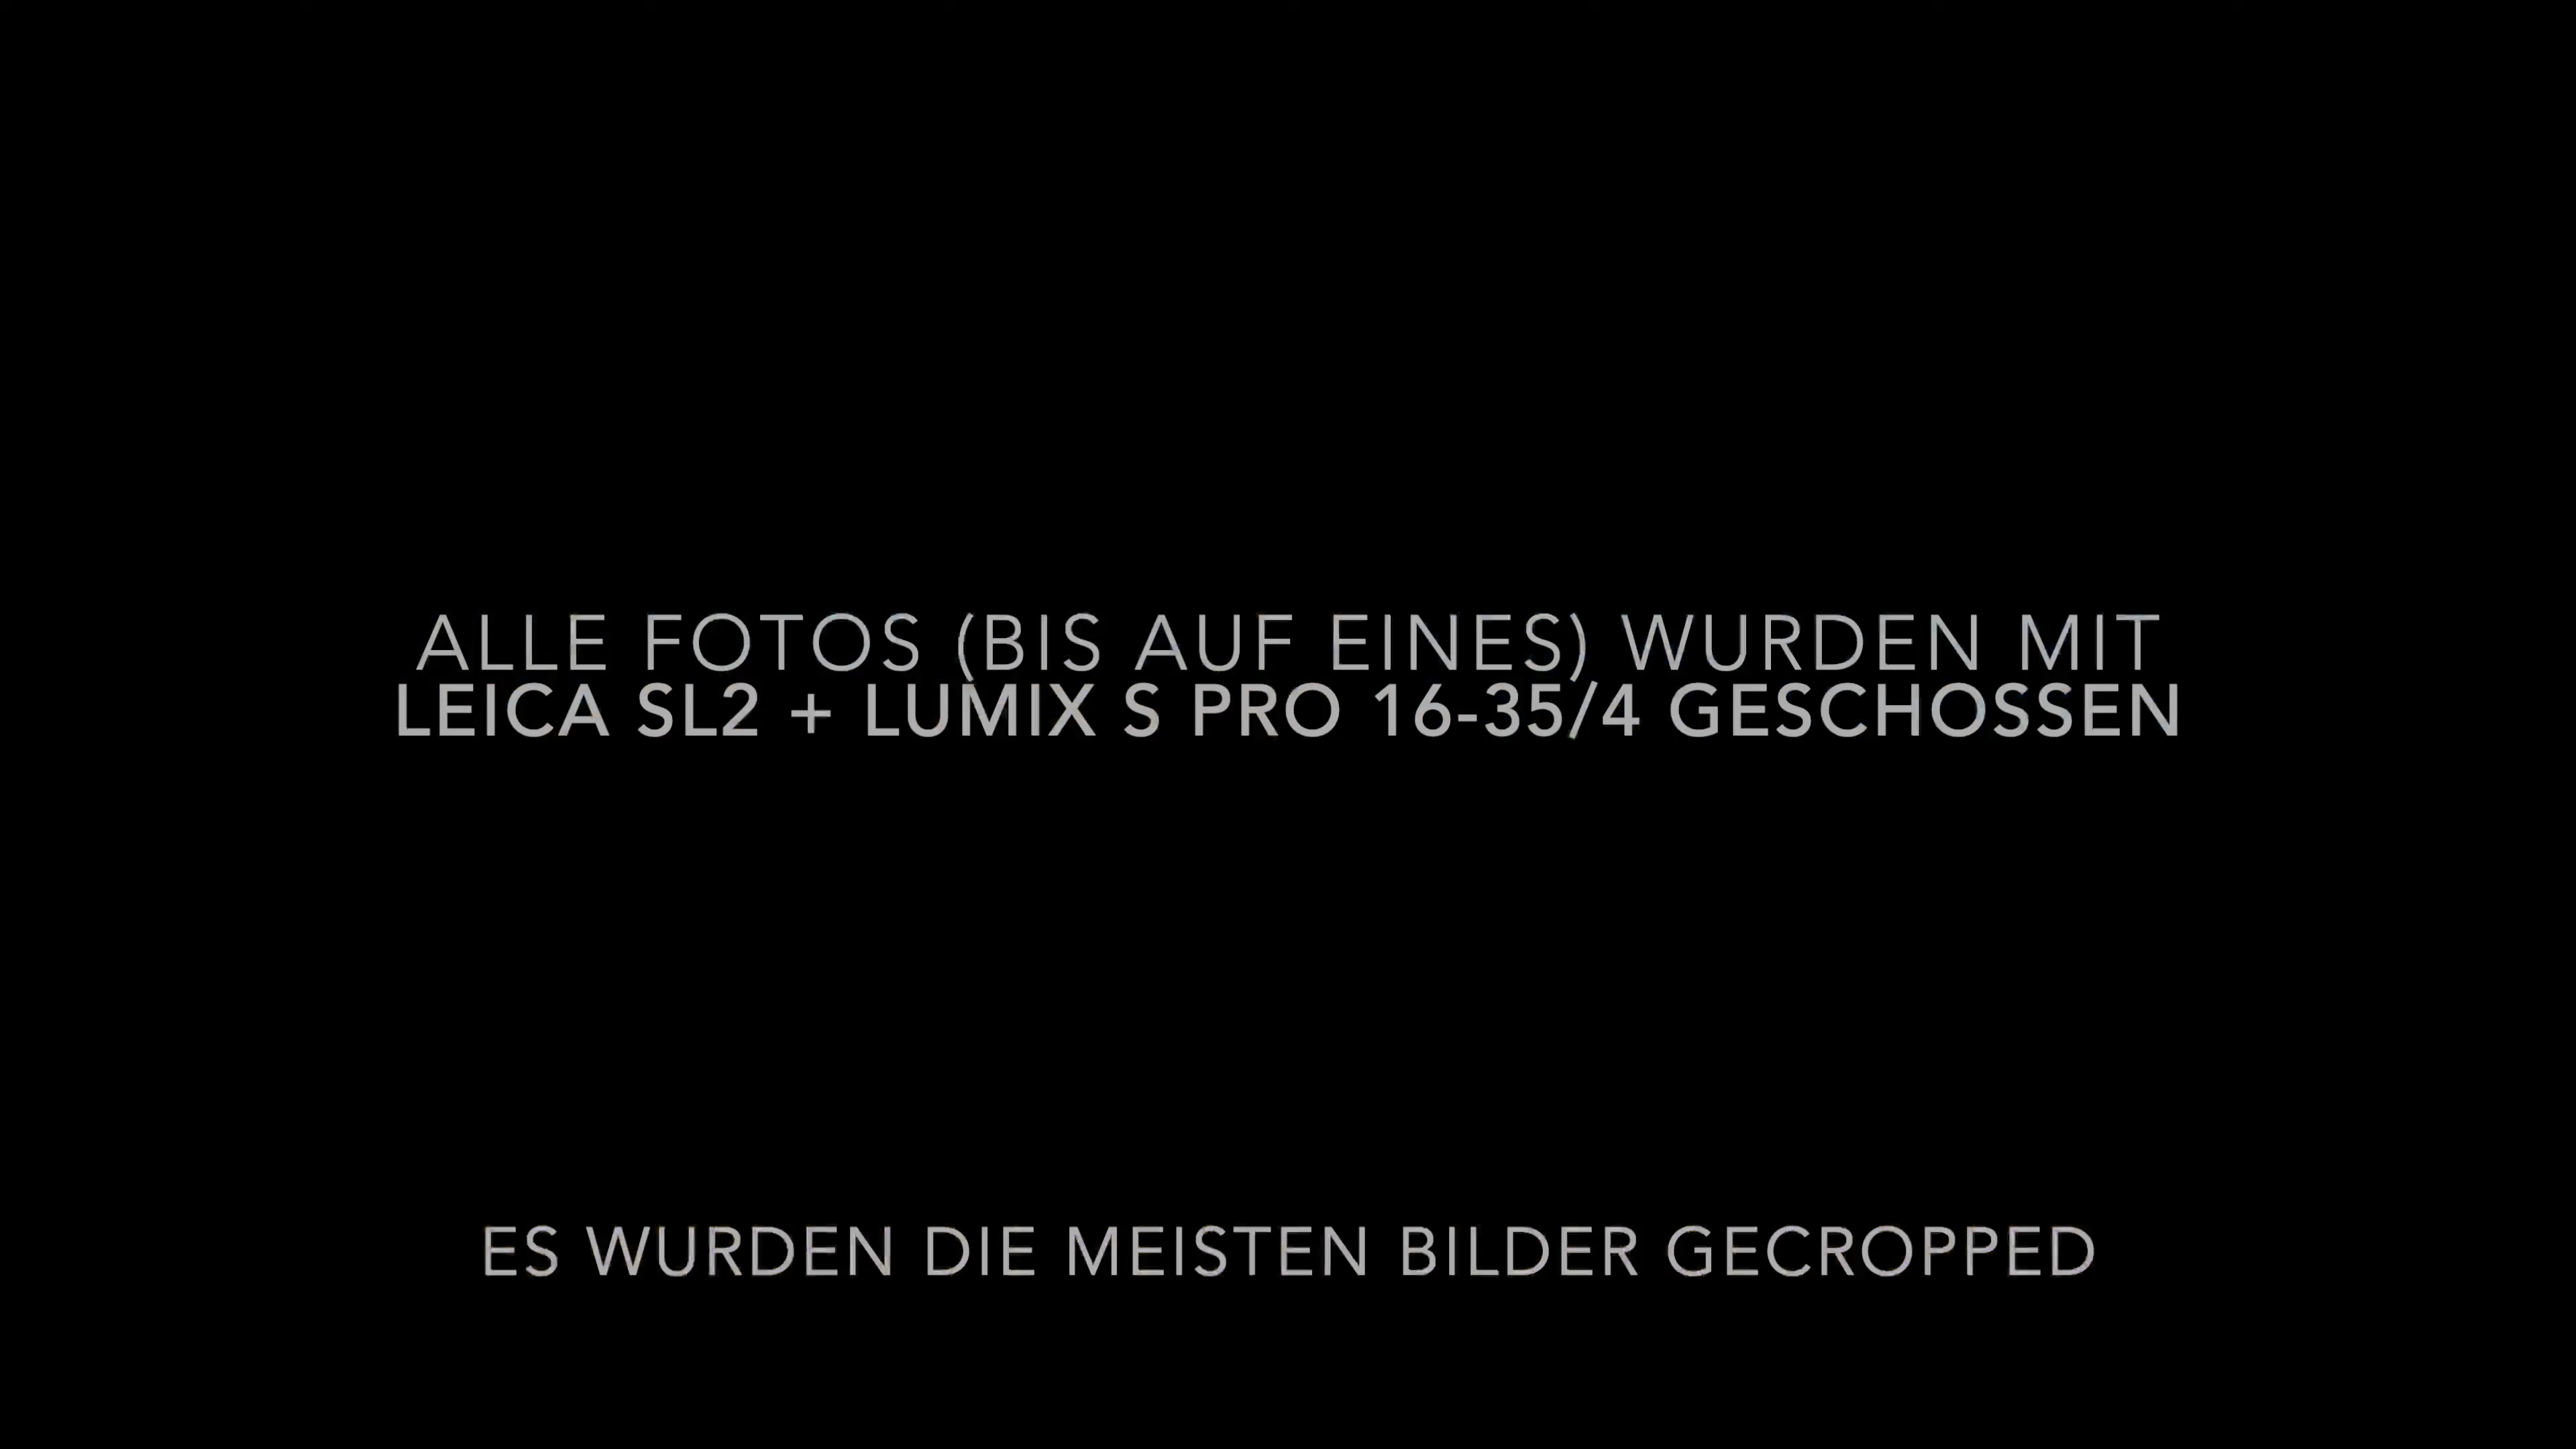 ALLE FOTOS (BIS AUF EINES) WURDEN MIT
LEICA SL2 + LUMIX S PRO 16-35/4 GESCHOSSEN
ES WURDEN DIE MEISTEN BILDER GECROPPED